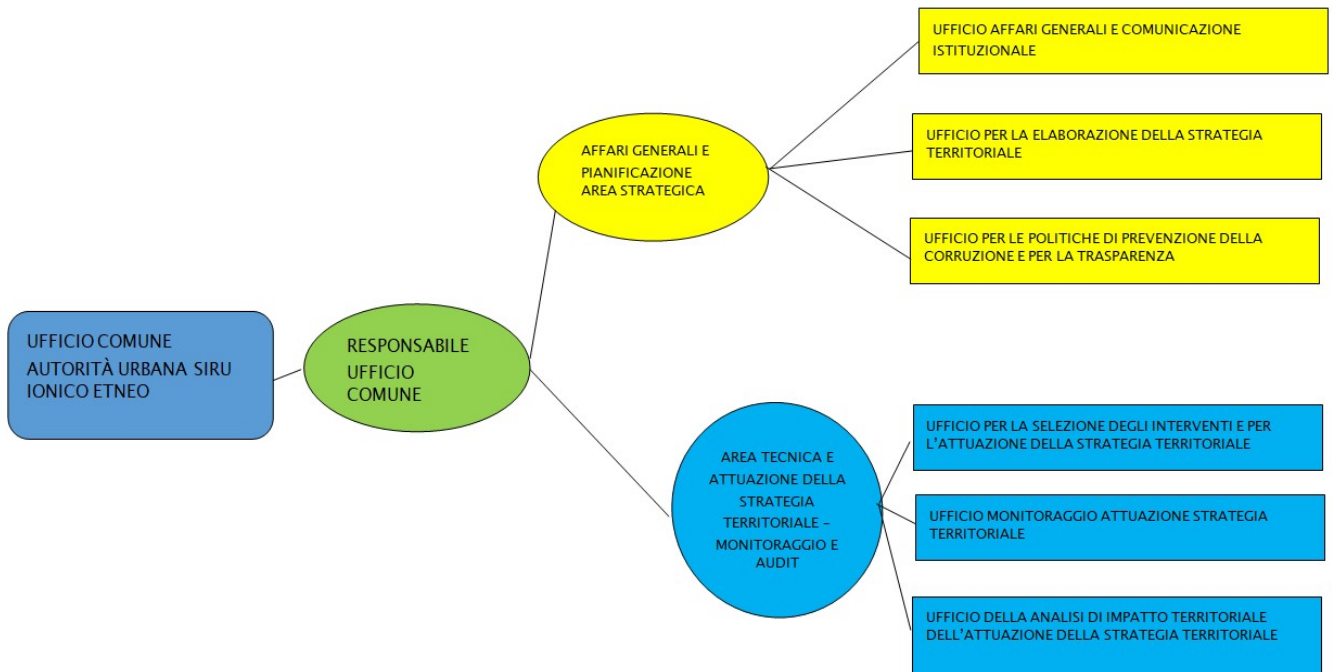 UFFICIO COMUNE
AUTORITÀ URBANA SIRU
IONICO ETNEO
RESPONSABILE
UFFICIO
COMUNE
AFFARI GENERALI E
PIANIFICAZIONE
AREA STRATEGICA
UFFICIO AFFARI GENERALI E COMUNICAZIONE
ISTITUZIONALE
UFFICIO PER LA ELABORAZIONE DELLA STRATEGIA
TERRITORIALE
UFFICIO PER LE POLITICHE DI PREVENZIONE DELLA
CORRUZIONE E PER LA TRASPARENZA
AREA TECNICA E
ATTUAZIONE DELLA
STRATEGIA
TERRITORIALE –
MONITORAGGIO E
AUDIT
UFFICIO PER LA SELEZIONE DEGLI INTERVENTI E PER
L’ATTUAZIONE DELLA STRATEGIA TERRITORIALE
UFFICIO MONITORAGGIO ATTUAZIONE STRATEGIA
TERRITORIALE
UFFICIO DELLA ANALISI DI IMPATTO TERRITORIALE
DELL’ATTUAZIONE DELLA STRATEGIA TERRITORIALE